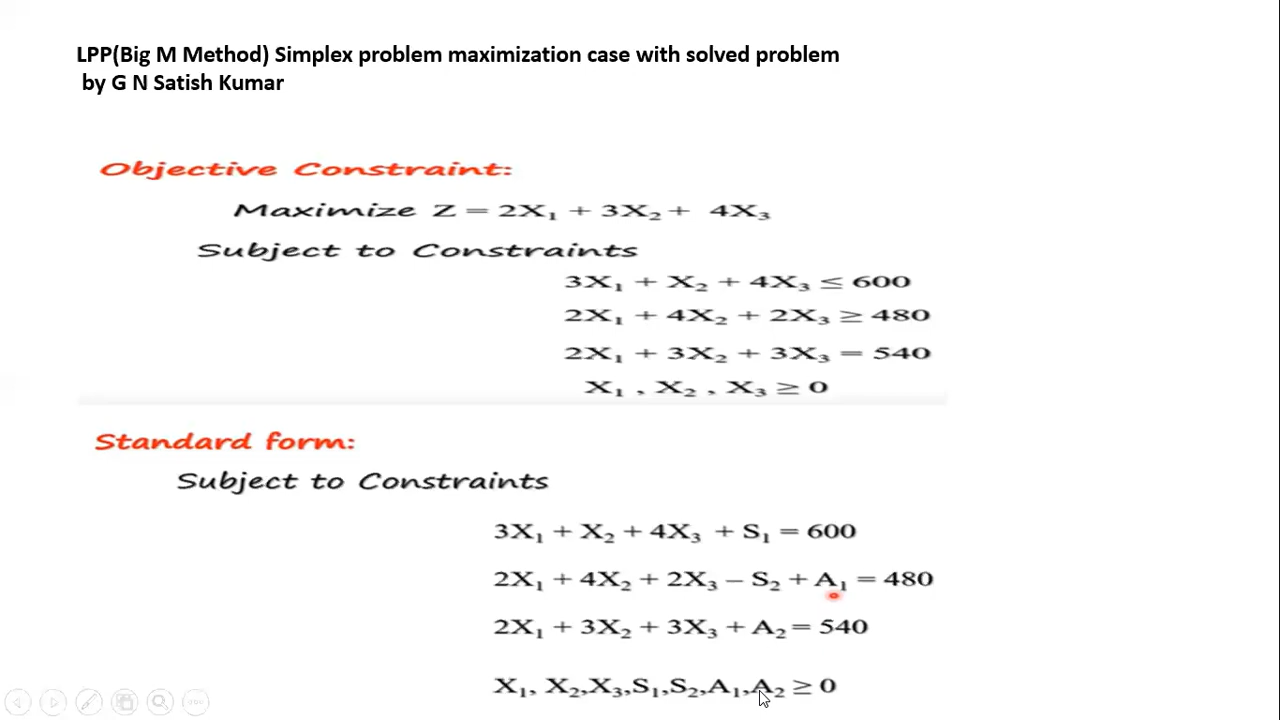 LPP(Big M Method) Simplex problem maximization case with solved problem
by G N Satish Kumar
Objective Constraint:
Maximize Z = 2X₁ + 3X₂ + 4X₃
Subject to Constraints
3X₁ + X₂ + 4X₃ ≤ 600
2X₁ + 4X₂ + 2X₃ ≥ 480
2X₁ + 3X₂ + 3X₃ = 540
X₁ , X₂ , X₃ ≥ 0
Standard form:
Subject to Constraints
3X₁ + X₂ + 4X₃ + S₁ = 600
2X₁ + 4X₂ + 2X₃ – S₂ + A₁ = 480
2X₁ + 3X₂ + 3X₃ + A₂ = 540
X₁, X₂,X₃,S₁,S₂,A₁,A₂ ≥ 0